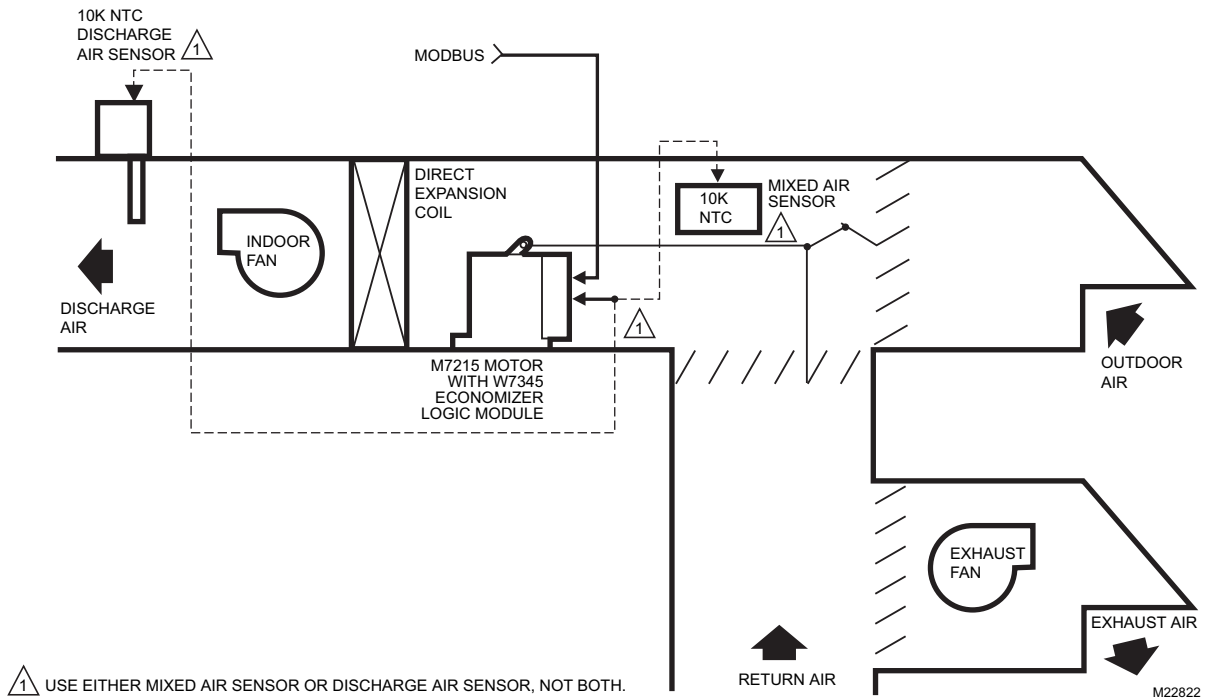 10K NTC
DISCHARGE
AIR SENSOR
1
MODBUS
DIRECT
EXPANSION
COIL
10K
NTC
MIXED AIR
SENSOR
1
INDOOR
FAN
DISCHARGE
AIR
1
M7215 MOTOR
WITH W7345
ECONOMIZER
LOGIC MODULE
OUTDOOR
AIR
EXHAUST
FAN
EXHAUST AIR
RETURN AIR
1 USE EITHER MIXED AIR SENSOR OR DISCHARGE AIR SENSOR, NOT BOTH.
M22822